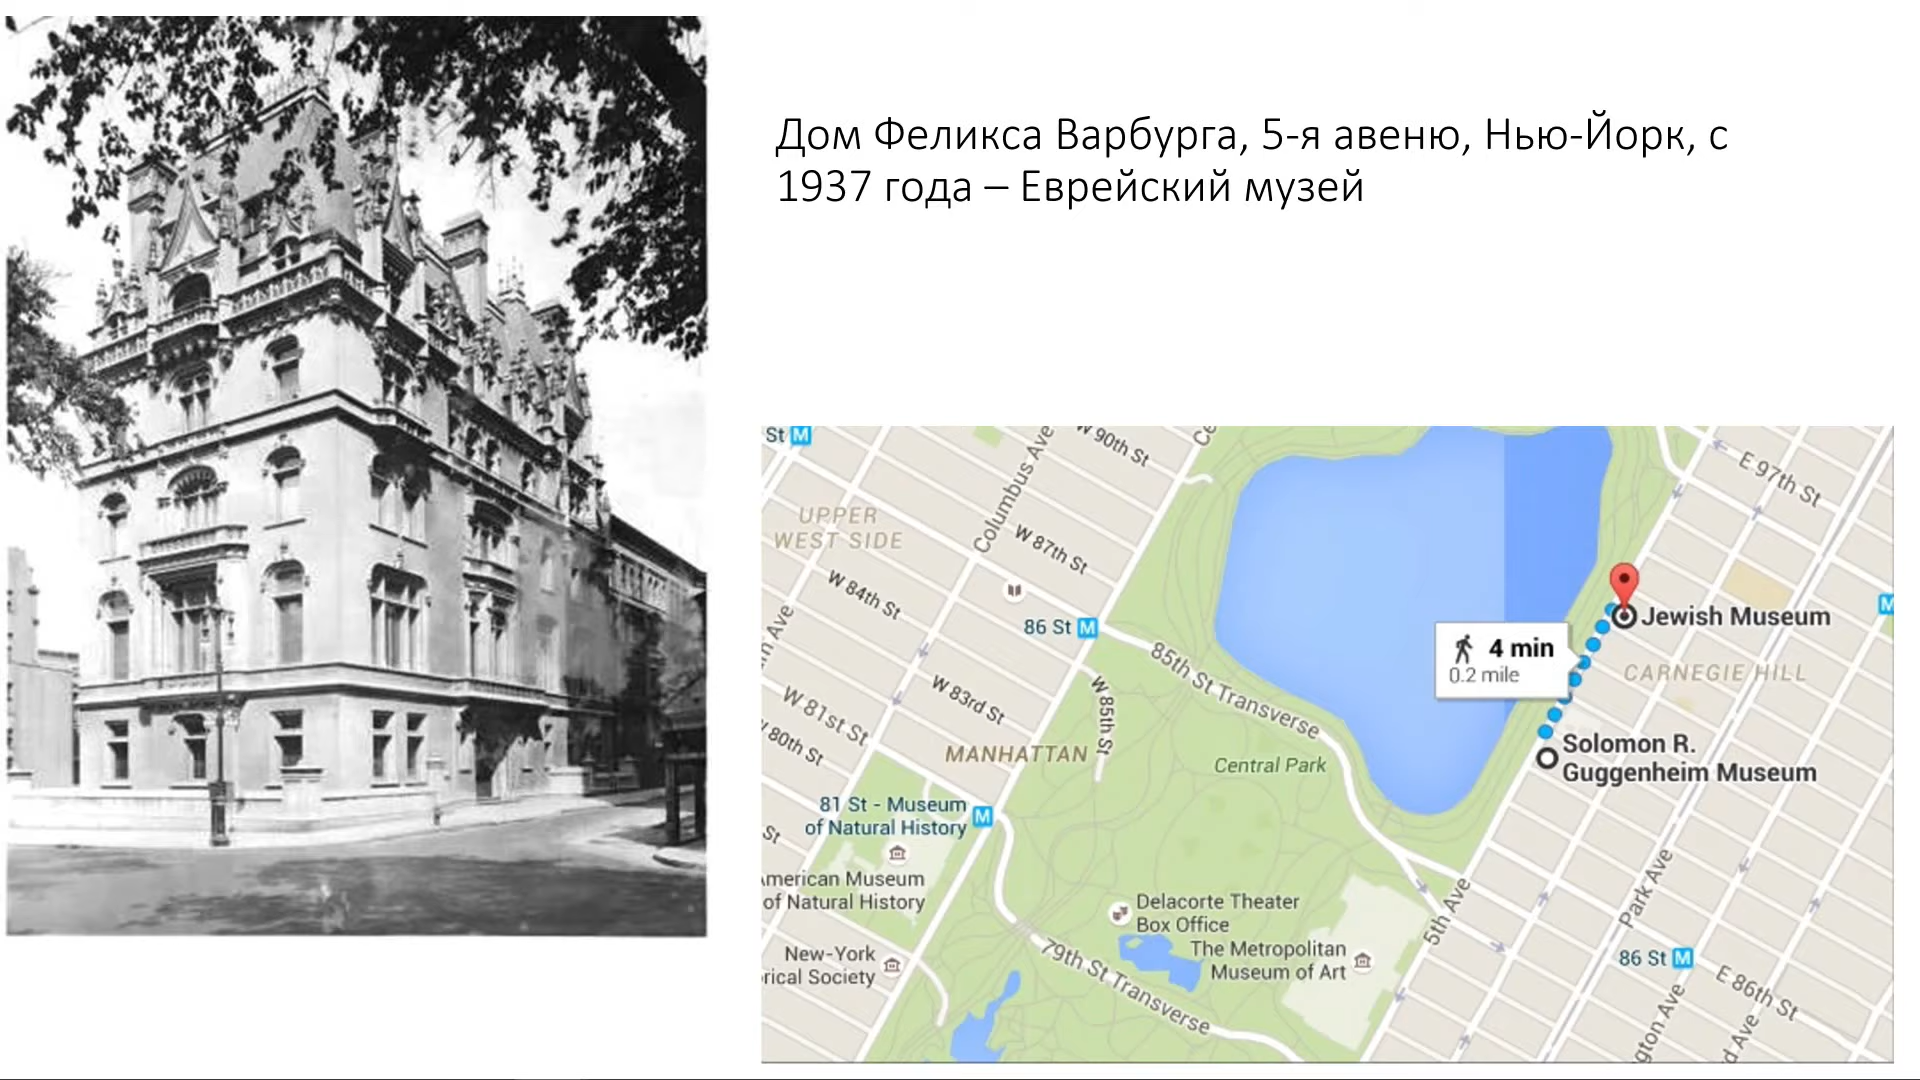 Дом Феликса Варбурга, 5-я авеню, Нью-Йорк, с
1937 года – Еврейский музей
St M
W 90th St
Columbus Ave
E 97th St
UPPER
WEST SIDE
W 87th St
W 84th St
M
Jewish Museum
86 St M
4 min
0.2 mile
85th St Transverse
CARNEGIE HILL
W 83rd St
W 85th St
W 81st St
80th St
MANHATTAN
Central Park
Solomon R.
Guggenheim Museum
81 St - Museum
of Natural History
M
St
American Museum
of Natural History
Delacorte Theater
Box Office
5th Ave
Park Ave
The Metropolitan
Museum of Art
New-York
rical Society
79th St Transverse
86 St M
E 86th St
gton Ave
d Ave